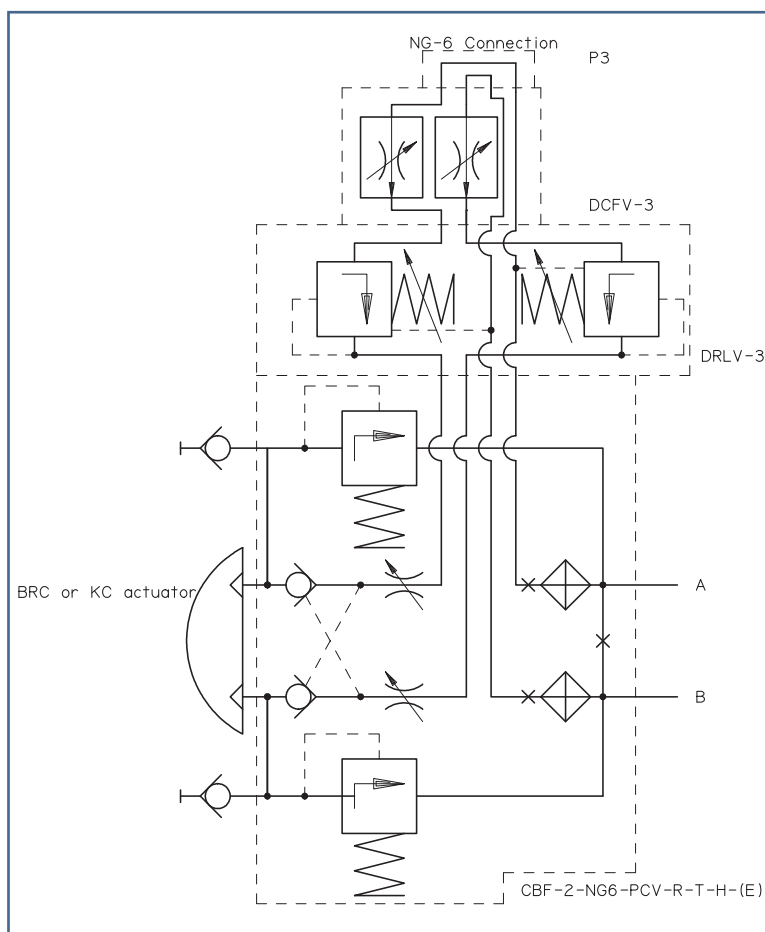 NG-6 Connection
P3
DCFV-3
DRLV-3
BRC or KC actuator
A
B
CBF-2-NG6-PCV-R-T-H-(E)